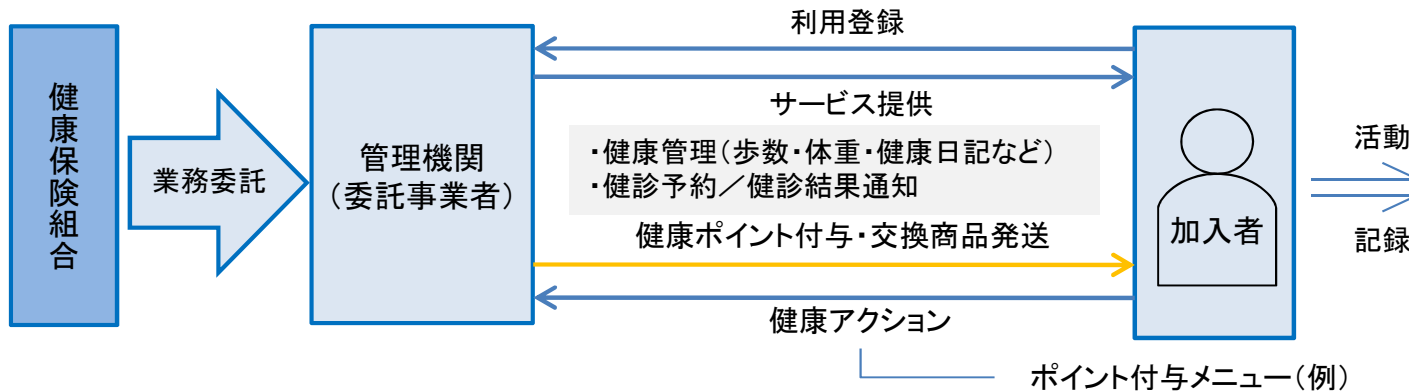 健康保険組合
業務委託
管理機関
(委託事業者)
利用登録
サービス提供
・健康管理(歩数・体重・健康日記など)
・健診予約/健診結果通知
健康ポイント付与・交換商品発送
健康アクション
ポイント付与メニュー(例)
加入者
活動
記録